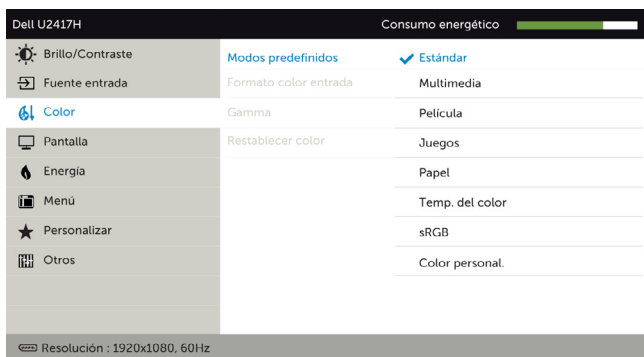 Dell U2417H Consumo energético
Brillo/Contraste Modos predefinidos Estándar
Fuente entrada Formato color entrada Multimedia
Color Gamma Película
Pantalla Restablecer color Juegos
Energía Papel
Menú Temp. del color
Personalizar sRGB
Otros Color personal.
Resolución : 1920x1080, 60Hz